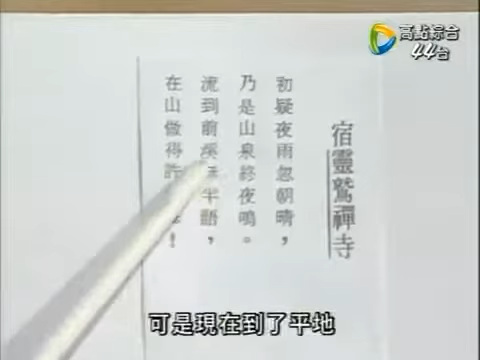 高點綜合
44台
宿靈鷲禪寺
初疑夜雨忽朝晴,
乃是山泉終夜鳴。
流到前溪 半語,
在山做得 !
可是現在到了平地